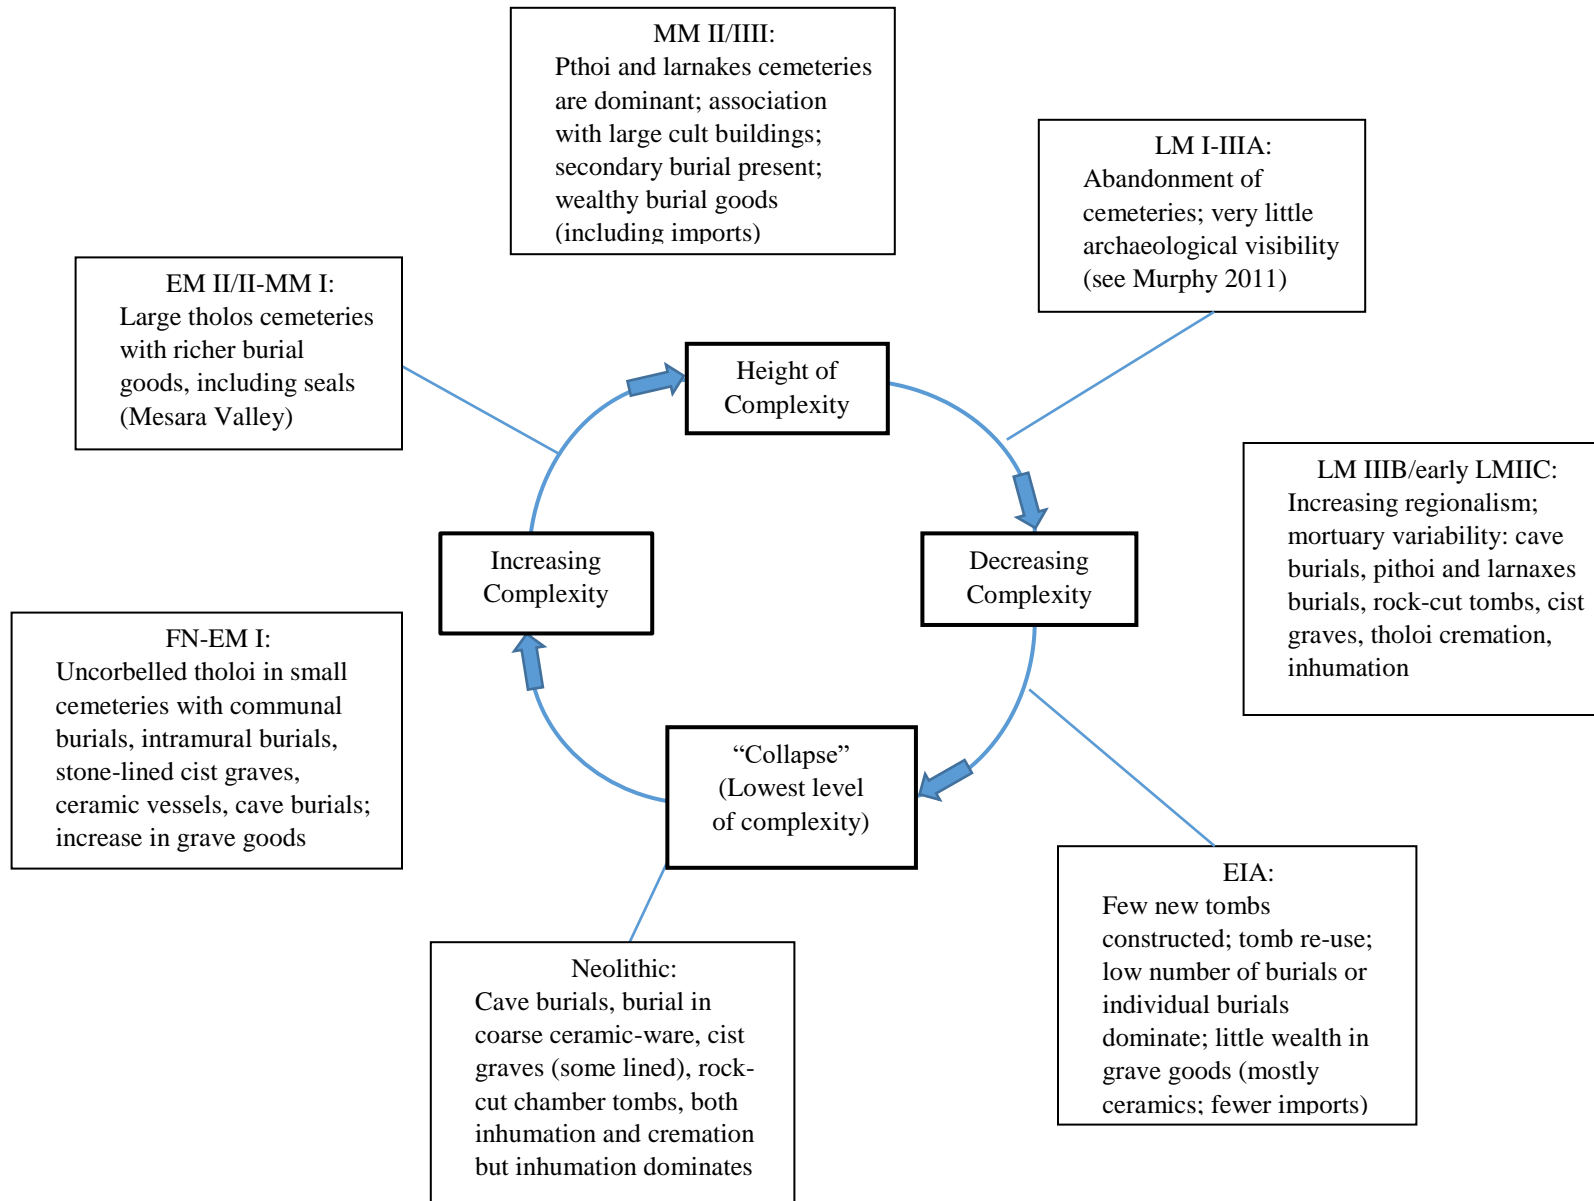 MM II/IIII:
Pthoi and larnakes cemeteries
are dominant; association
with large cult buildings;
secondary burial present;
wealthy burial goods
(including imports)
LM I-IIIA:
Abandonment of
cemeteries; very little
archaeological visibility
(see Murphy 2011)
EM II/II-MM I:
Large tholos cemeteries
with richer burial
goods, including seals
(Mesara Valley)
Height of
Complexity
LM IIIB/early LMIIC:
Increasing regionalism;
mortuary variability: cave
burials, pithoi and larnaxes
burials, rock-cut tombs, cist
graves, tholoi cremation,
inhumation
Increasing
Complexity
Decreasing
Complexity
FN-EM I:
Uncorbelled tholoi in small
cemeteries with communal
burials, intramural burials,
stone-lined cist graves,
ceramic vessels, cave burials;
increase in grave goods
“Collapse”
(Lowest level
of complexity)
EIA:
Few new tombs
constructed; tomb re-use;
low number of burials or
individual burials
dominate; little wealth in
grave goods (mostly
ceramics; fewer imports)
Neolithic:
Cave burials, burial in
coarse ceramic-ware, cist
graves (some lined), rock-
cut chamber tombs, both
inhumation and cremation
but inhumation dominates